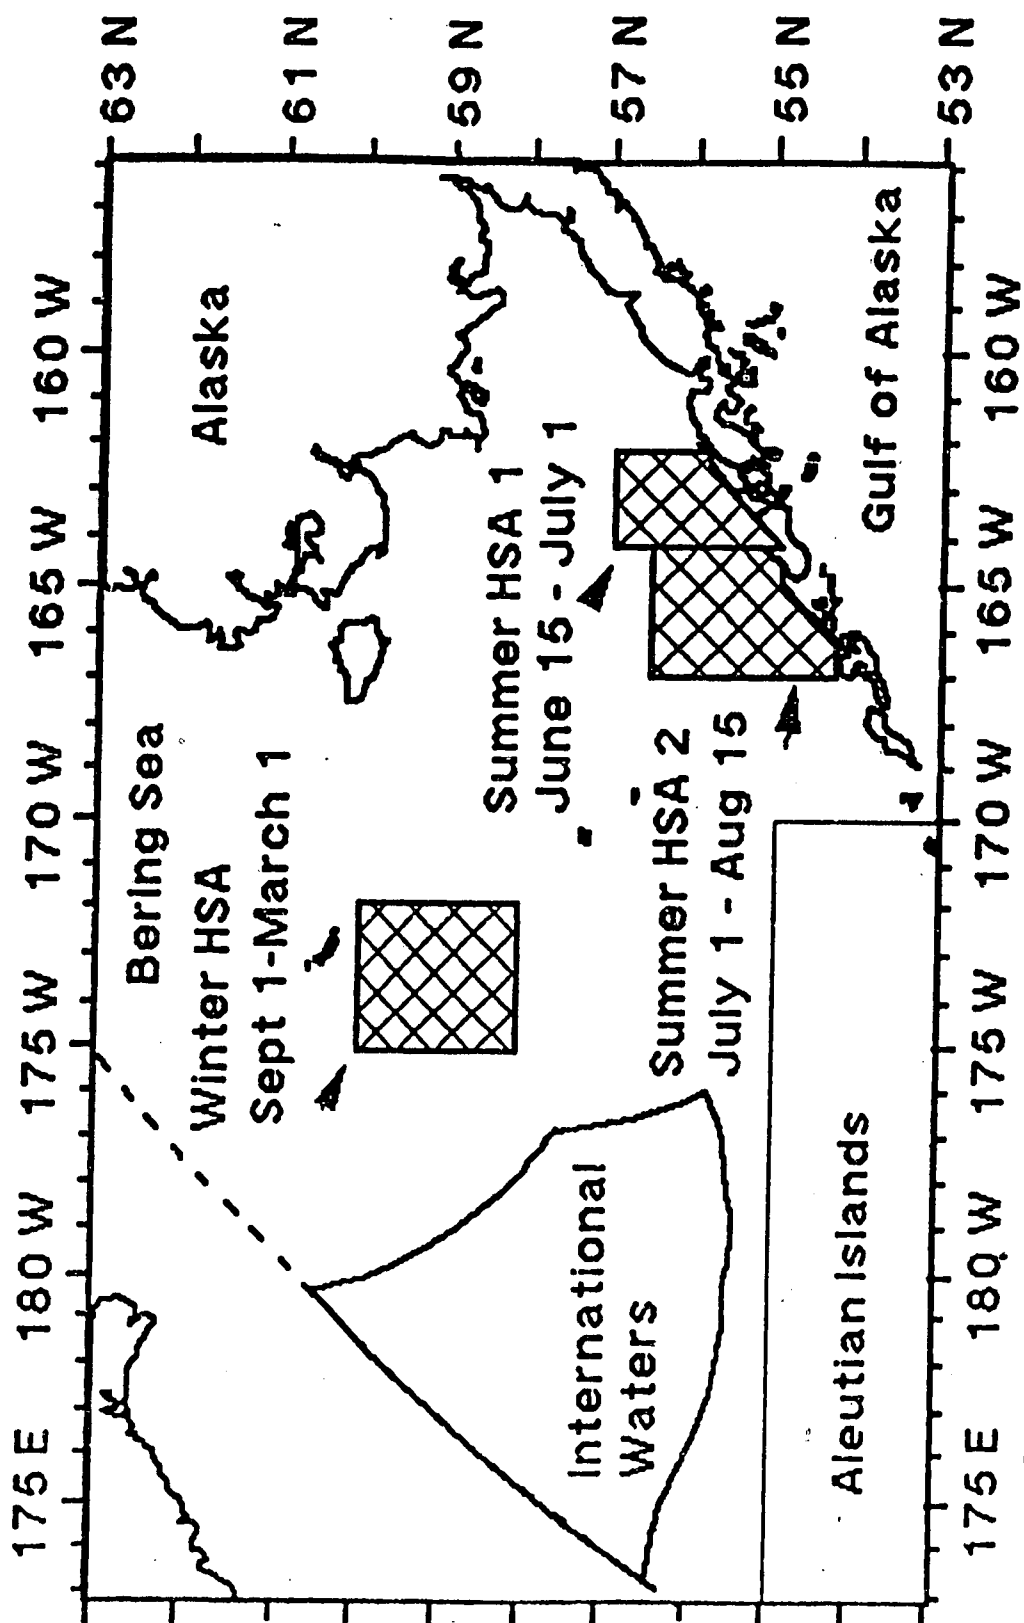 175 E 180 W 175 W 170 W 165 W 160 W
63 N
61 N
59 N
57 N
55 N
53 N
Bering Sea
Alaska
Winter HSA
Sept 1-March 1
Summer HSA 1
June 15 - July 1
Summer HSA 2
July 1 - Aug 15
International
Waters
Aleutian Islands
Gulf of Alaska
175 E 180 W 175 W 170 W 165 W 160 W